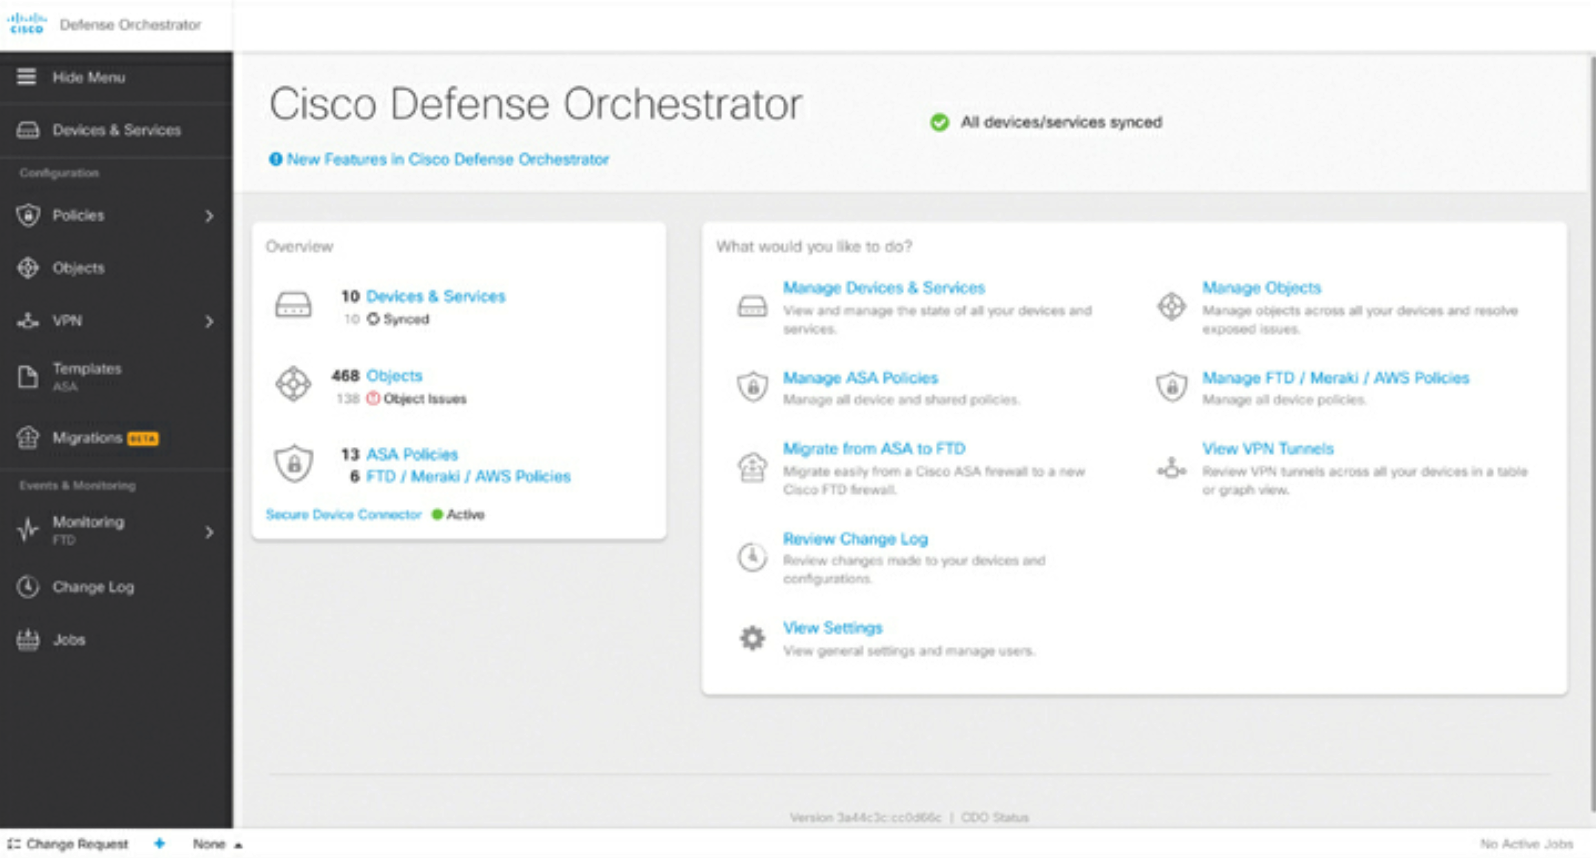 CISCO Defense Orchestrator
Hide Menu
Devices & Services
Configuration
Policies
Objects
VPN
Templates
ASA
Migrations BETA
Events & Monitoring
Monitoring
FTD
Change Log
Jobs
Cisco Defense Orchestrator
All devices/services synced
New Features in Cisco Defense Orchestrator
Overview
10 Devices & Services
10 Synced
468 Objects
138 Object Issues
13 ASA Policies
6 FTD / Meraki / AWS Policies
Secure Device Connector Active
What would you like to do?
Manage Devices & Services
View and manage the state of all your devices and
services.
Manage Objects
Manage objects across all your devices and resolve
exposed issues.
Manage ASA Policies
Manage all device and shared policies.
Manage FTD / Meraki / AWS Policies
Manage all device policies.
Migrate from ASA to FTD
Migrate easily from a Cisco ASA firewall to a new
Cisco FTD firewall.
View VPN Tunnels
Review VPN tunnels across all your devices in a table
or graph view.
Review Change Log
Review changes made to your devices and
configurations.
View Settings
View general settings and manage users.
Version 3a44c3c:cc0d66c | CDO Status
Change Request + None
No Active Jobs